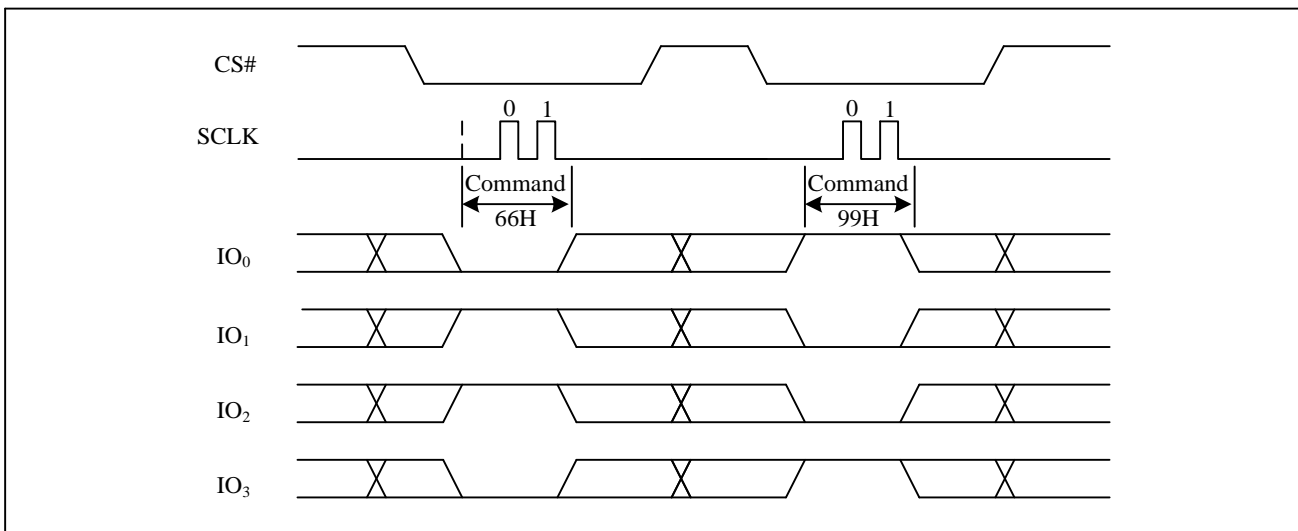 CS#
0 1 0 1
SCLK
Command Command
66H 99H
IO₀
IO₁
IO₂
IO₃